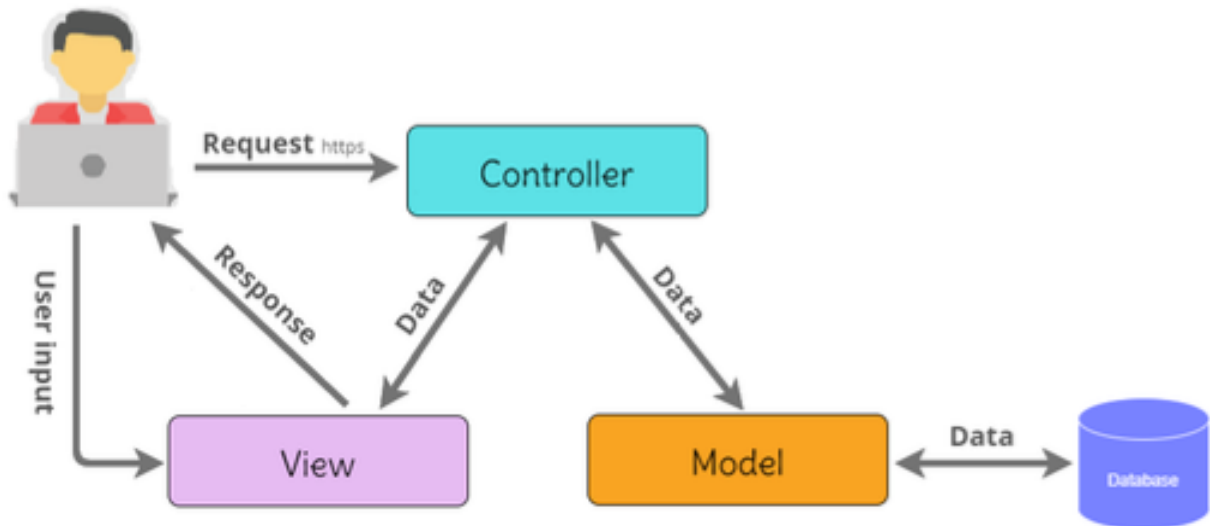 Request https
Controller
Response
Data
Data
User input
View
Model
Data
Database